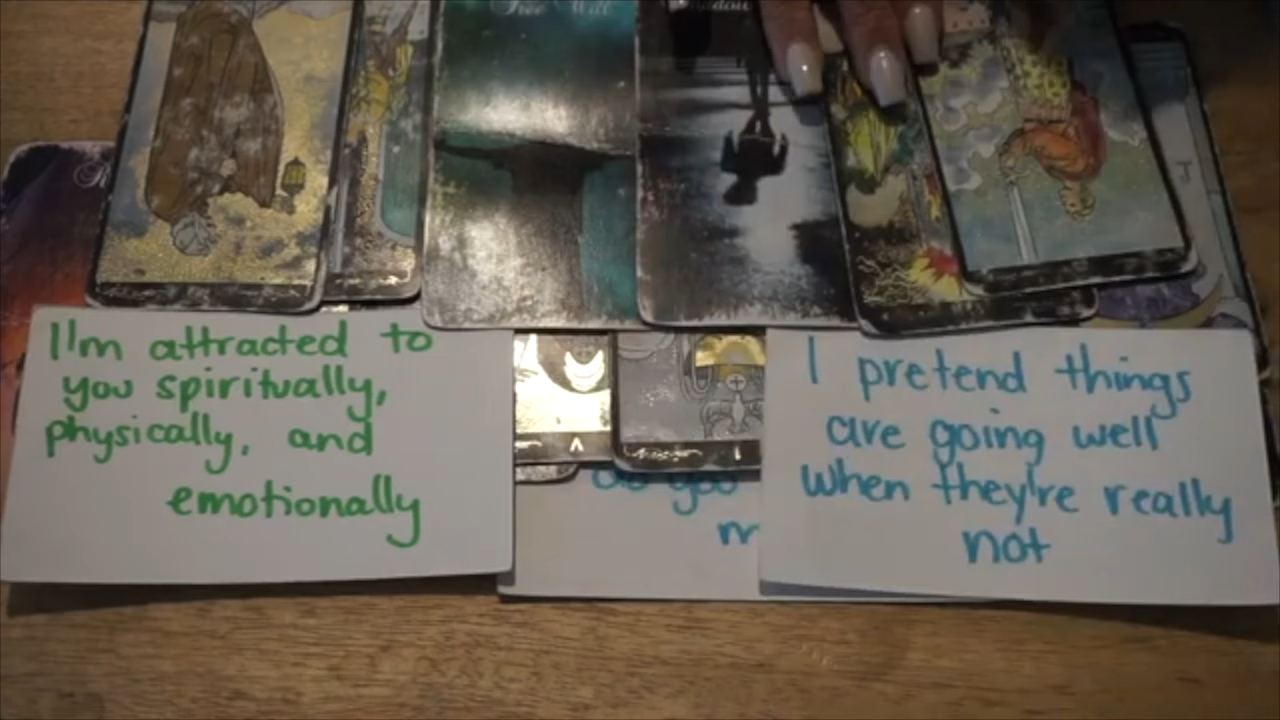 Free Will
I'm attracted to
you spiritually,
physically, and
emotionally
I pretend things
are going well
when they're really
not
you